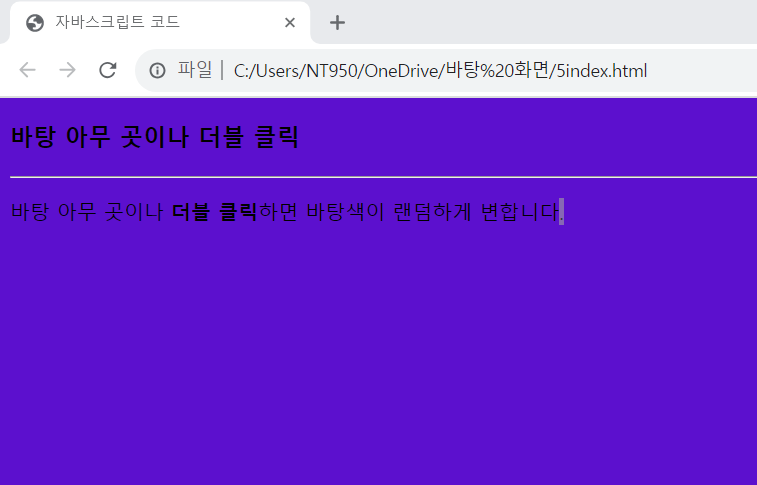 자바스크립트 코드
파일 | C:/Users/NT950/OneDrive/바탕%20화면/5index.html
바탕 아무 곳이나 더블 클릭
바탕 아무 곳이나 더블 클릭하면 바탕색이 랜덤하게 변합니다.